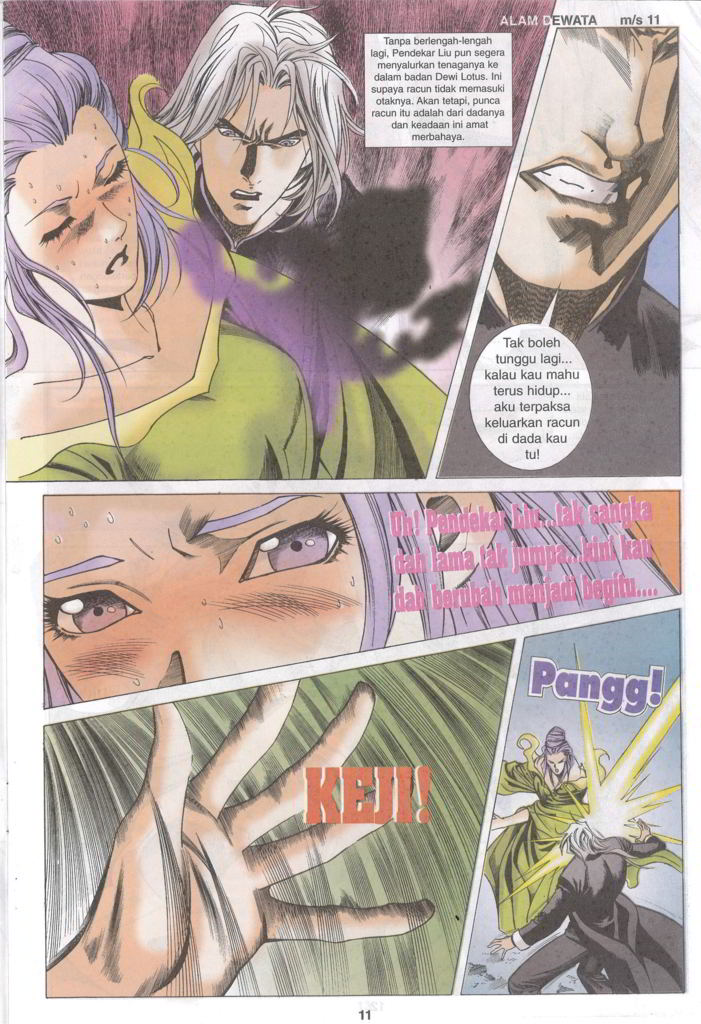 ALAM DEWATA m/s 11
Tanpa berlengah-lengah
lagi, Pendekar Liu pun segera
menyalurkan tenaganya ke
dalam badan Dewi Lotus. Ini
supaya racun tidak memasuki
otaknya. Akan tetapi, punca
racun itu adalah dari dadanya
dan keadaan ini amat
merbahaya.
Tak boleh
tunggu lagi...
kalau kau mahu
terus hidup...
aku terpaksa
keluarkan racun
di dada kau
tu!
Uh! Pendekar Liu...tak sangka
dah lama tak jumpa...kini kau
dah berubah menjadi begitu....
KEJI!
Pangg!
11